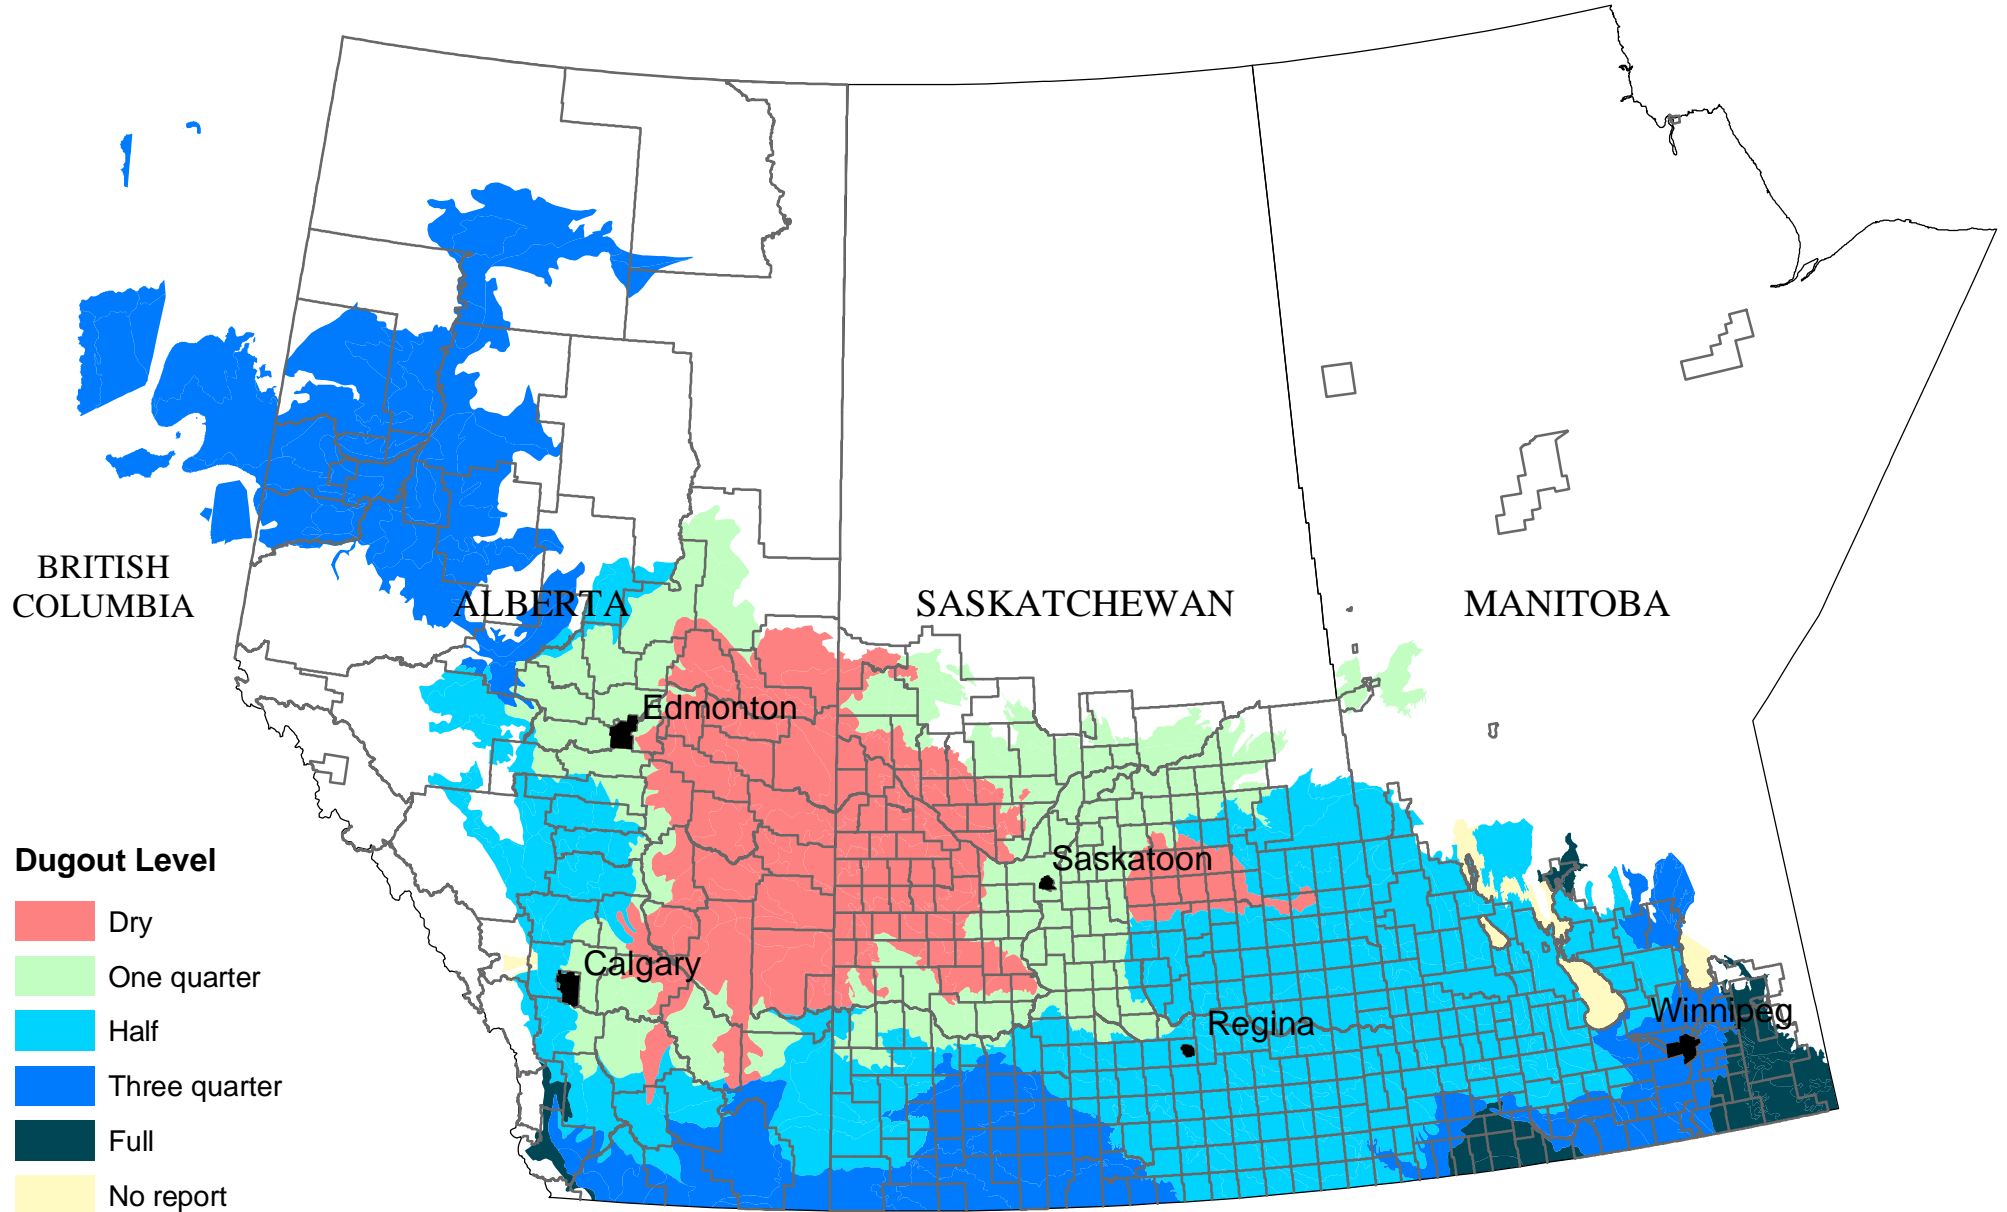 BRITISH
COLUMBIA
ALBERTA
SASKATCHEWAN
MANITOBA
Edmonton
Saskatoon
Calgary
Regina
Winnipeg
Dugout Level
Dry
One quarter
Half
Three quarter
Full
No report